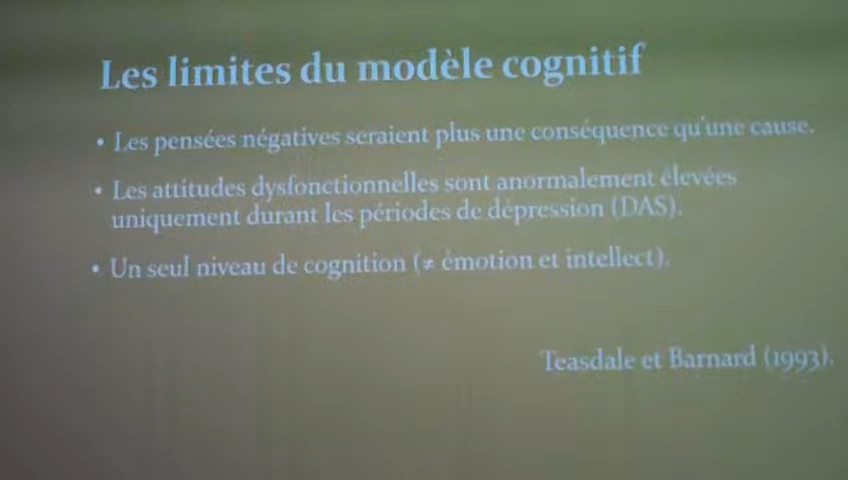 Les limites du modèle cognitif
• Les pensées négatives seraient plus une conséquence qu'une cause.
• Les attitudes dysfonctionnelles sont anormalement élevées
uniquement durant les périodes de dépression (DAS).
• Un seul niveau de cognition (≠ émotion et intellect).
Teasdale et Barnard (1993).